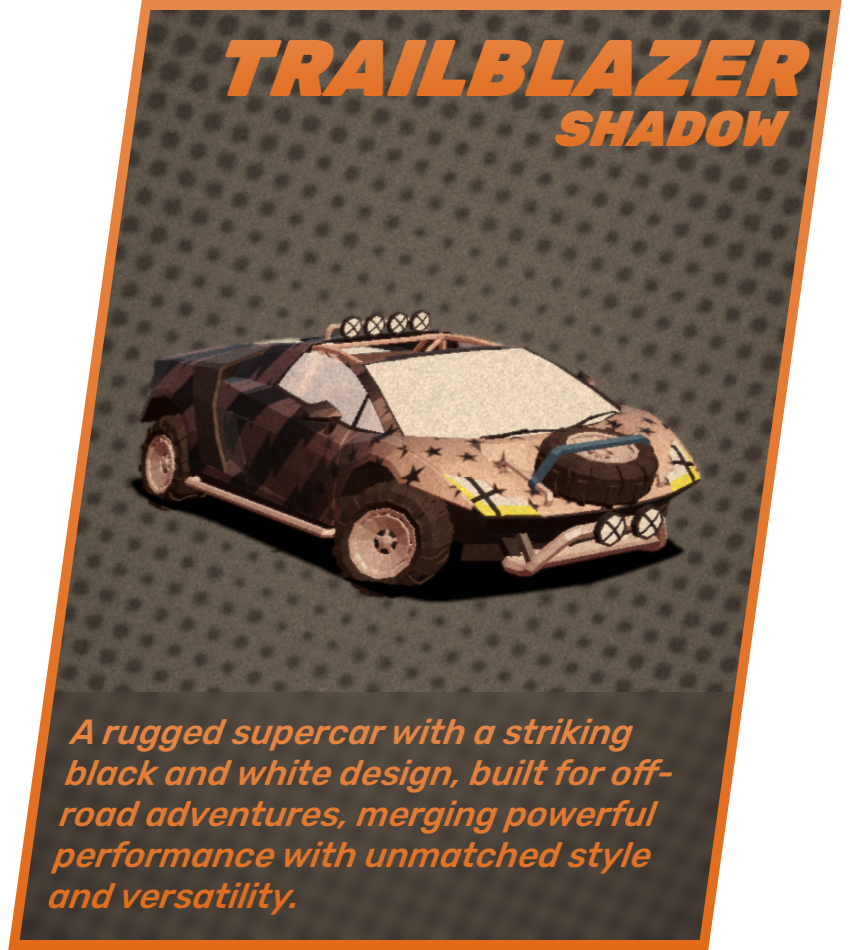 TRAILBLAZER
SHADOW
A rugged supercar with a striking
black and white design, built for off-
road adventures, merging powerful
performance with unmatched style
and versatility.